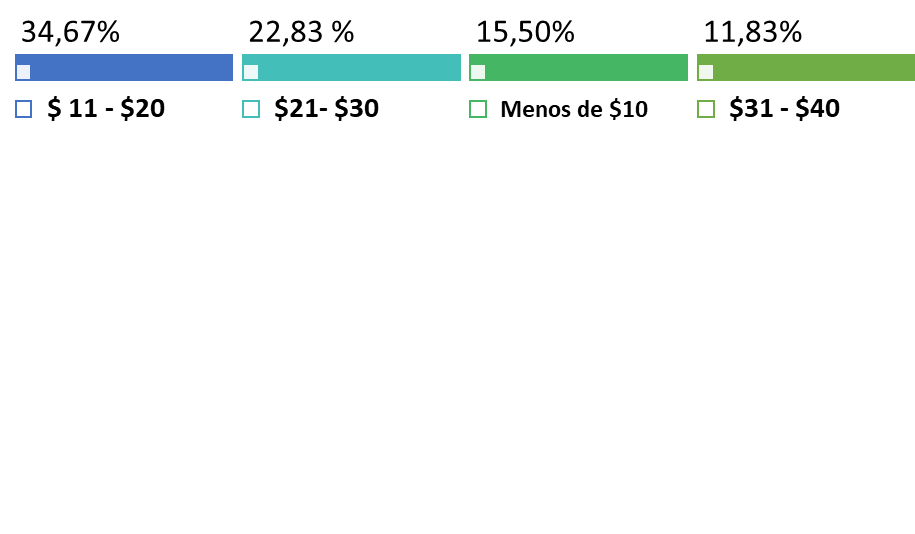 34,67%
22,83 %
15,50%
11,83%
$ 11 - $20
$21- $30
Menos de $10
$31 - $40